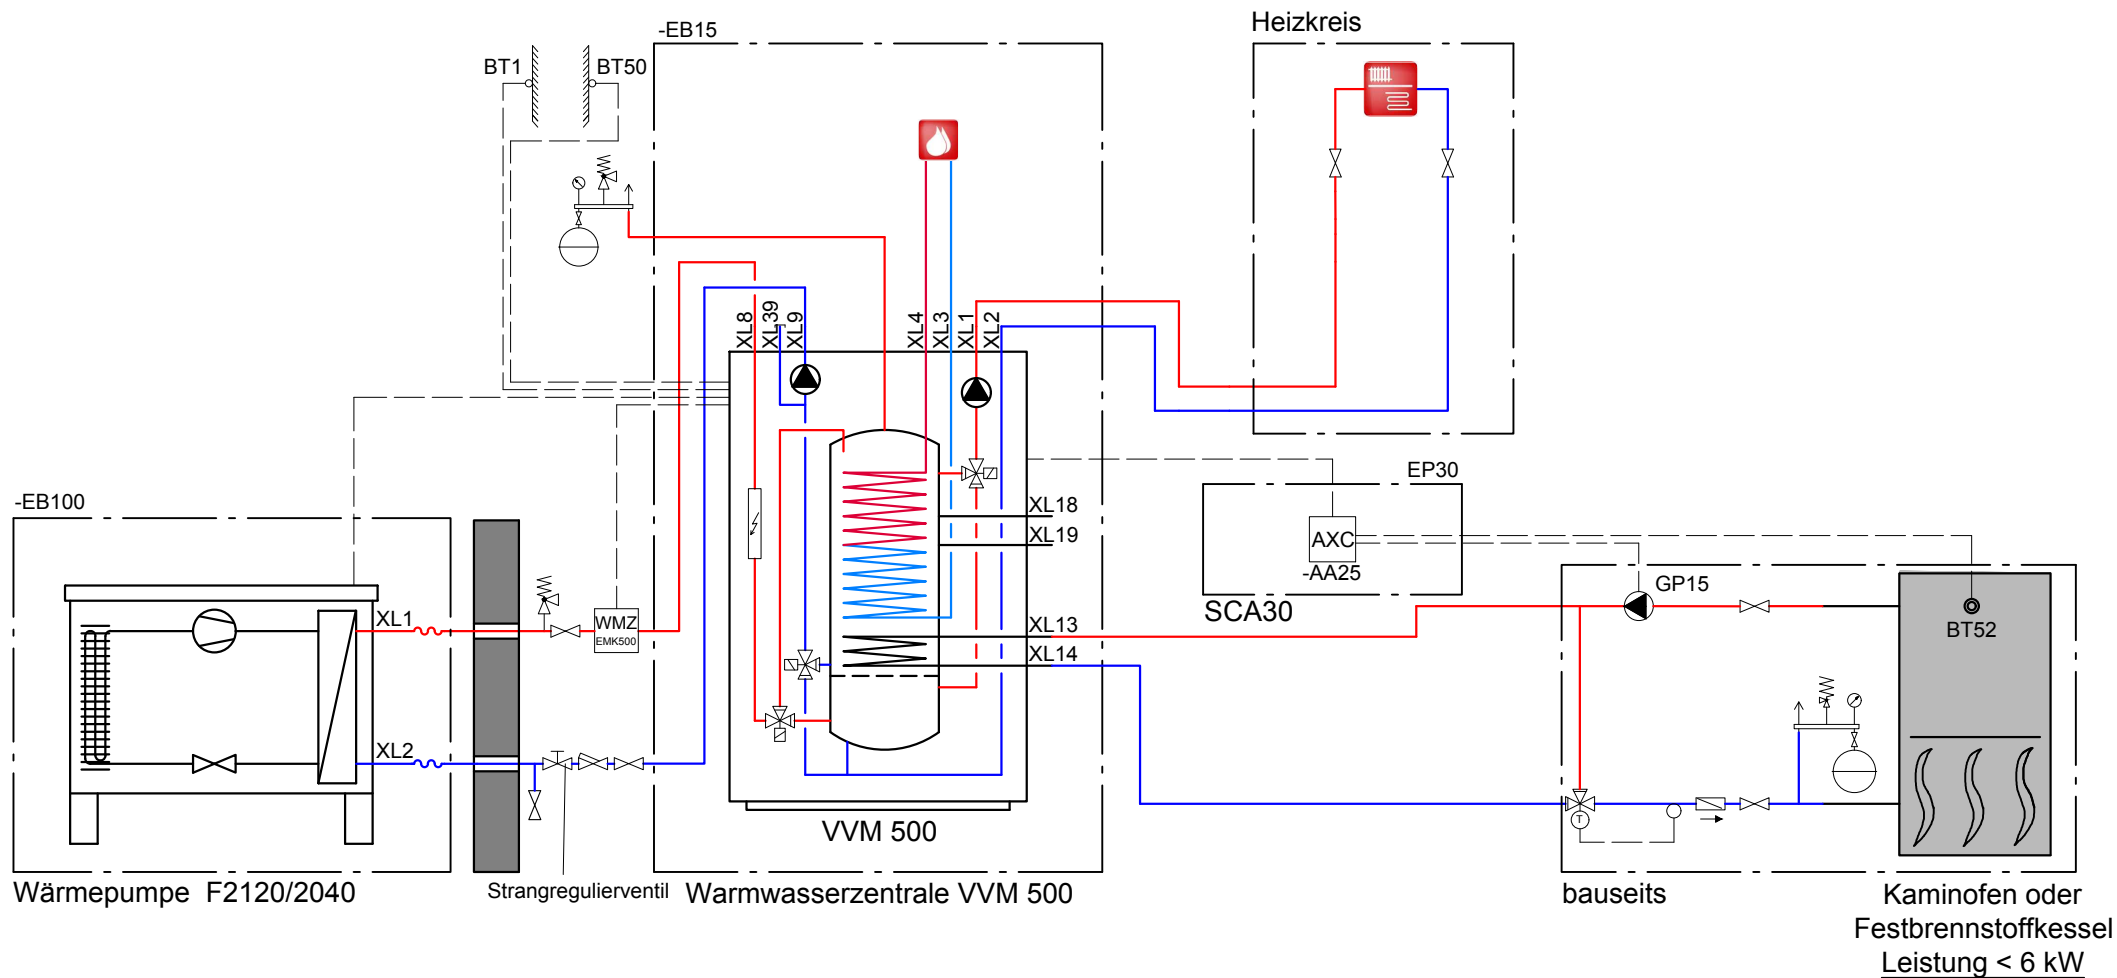 Heizkreis
-EB15
BT1
BT50
XL8
XL39
XL9
XL4
XL3
XL1
XL2
EP30
-EB100
XL18
XL19
AXC
-AA25
GP15
SCA30
XL1
WMZ
EMK500
XL13
BT52
XL14
XL2
T
VVM 500
Strangregulierventil
Wärmepumpe F2120/2040
Warmwasserzentrale VVM 500
bauseits
Kaminofen oder
Festbrennstoffkessel
Leistung < 6 kW